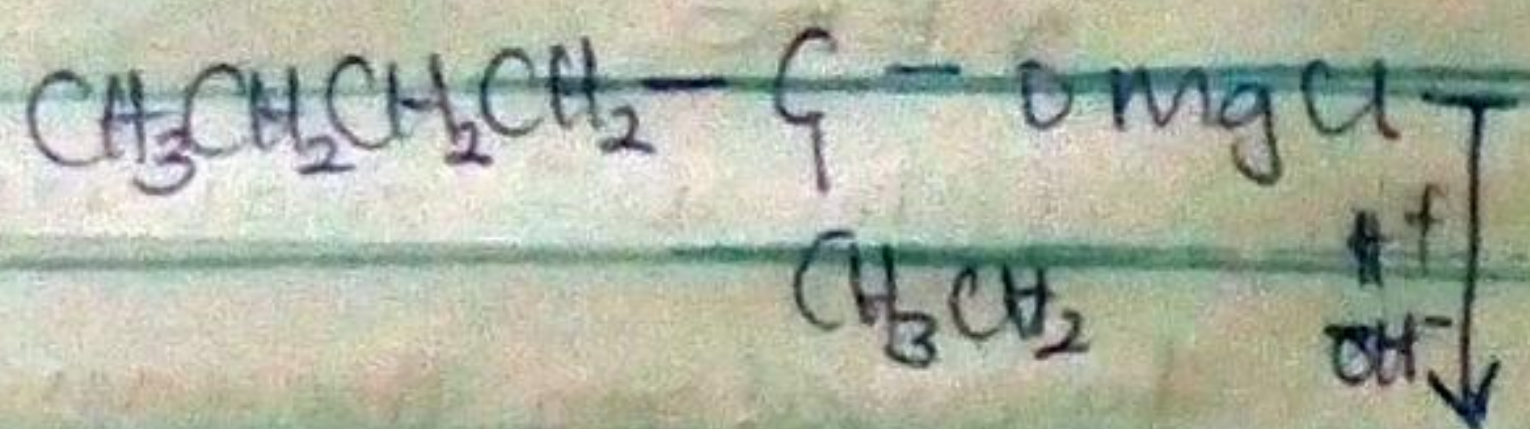 CH₃CH₂CH₂CH₂ — C — OMgCl
H⁺
CH₃CH₂
OH⁻